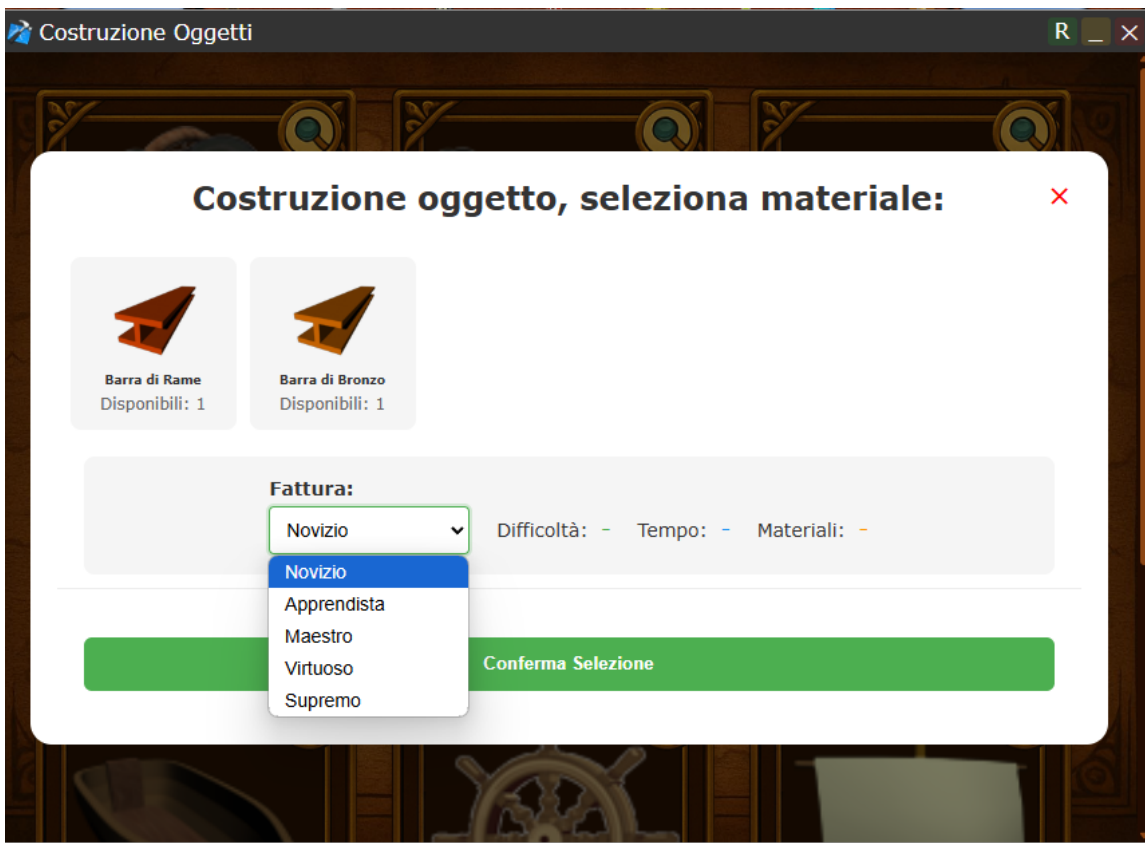 Costruzione Oggetti
R _ ×
Costruzione oggetto, seleziona materiale:
×
Barra di Rame
Disponibili: 1
Barra di Bronzo
Disponibili: 1
Fattura:
Novizio
Difficoltà: - Tempo: - Materiali: -
Novizio
Apprendista
Maestro
Virtuoso
Supremo
Conferma Selezione